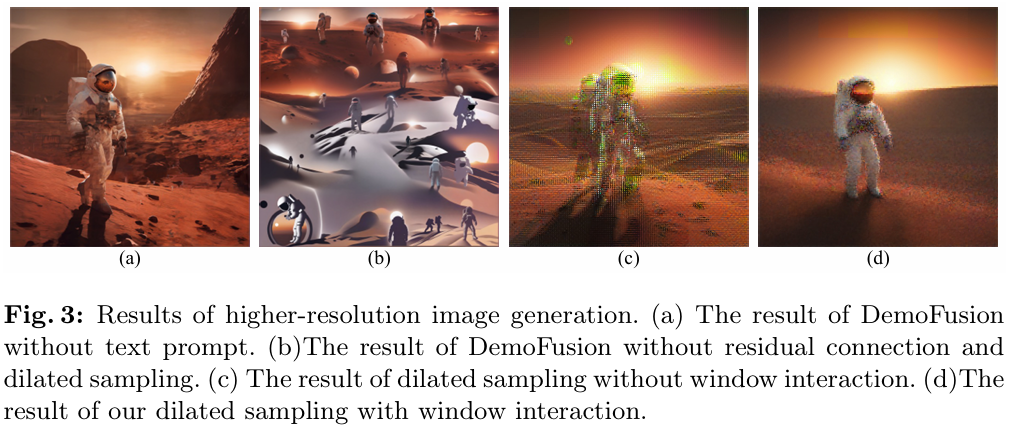 (a) (b) (c) (d)
Fig. 3: Results of higher-resolution image generation. (a) The result of DemoFusion
without text prompt. (b)The result of DemoFusion without residual connection and
dilated sampling. (c) The result of dilated sampling without window interaction. (d)The
result of our dilated sampling with window interaction.